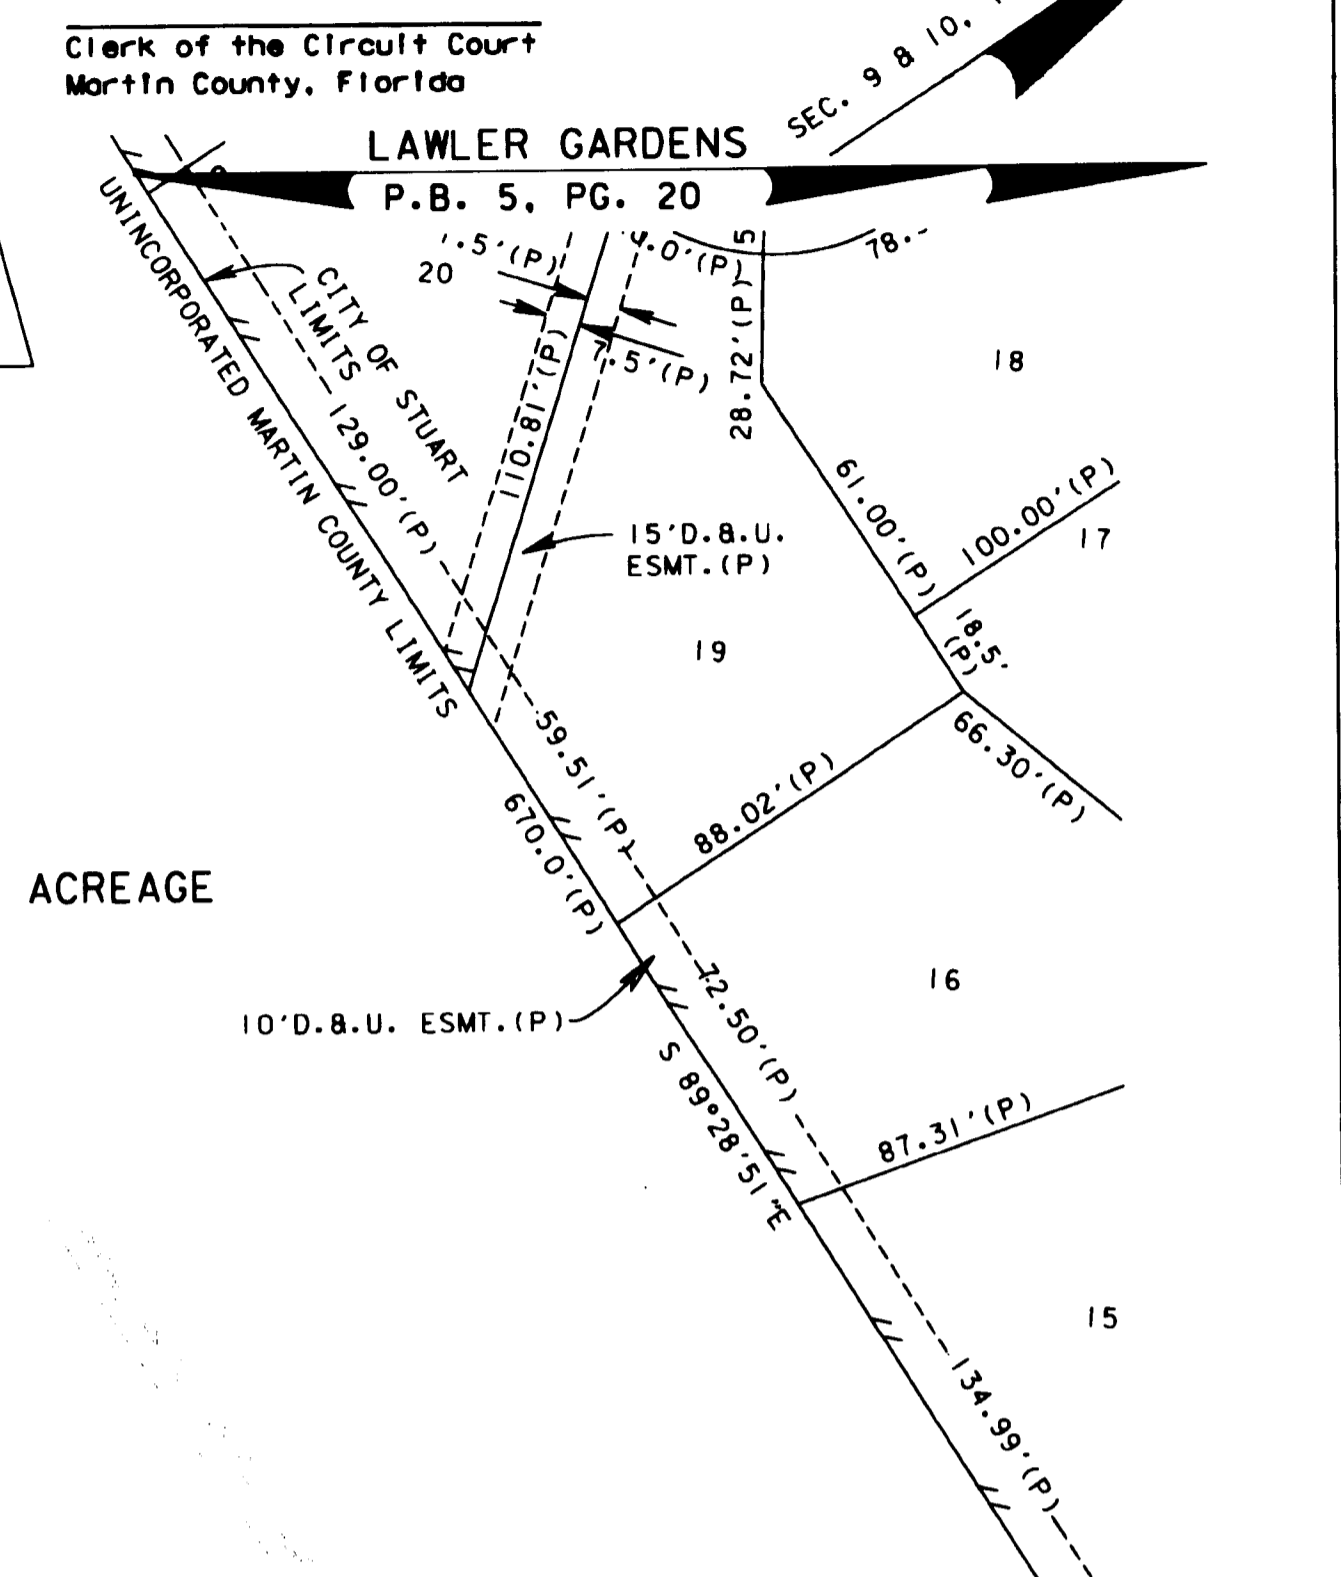 Clerk of the Circuit Court
Martin County, Florida
SEC. 9 & 10,
LAWLER GARDENS
P.B. 5, PG. 20
UNINCORPORATED MARTIN COUNTY LIMITS
CITY OF STUART
LIMITS
20
.5'(P)
.0'(P)
5
78.
7.5'(P)
28.72'(P)
18
129.00'(P)
110.81'(P)
61.00'(P)
100.00'(P)
17
15'D.&.U.
ESMT.(P)
18.5'
(P)
19
59.51'(P)
66.30'(P)
670.0'(P)
88.02'(P)
ACREAGE
16
10'D.&.U. ESMT.(P)
72.50'(P)
S 89°28'51"E
87.31'(P)
15
134.99'(P)